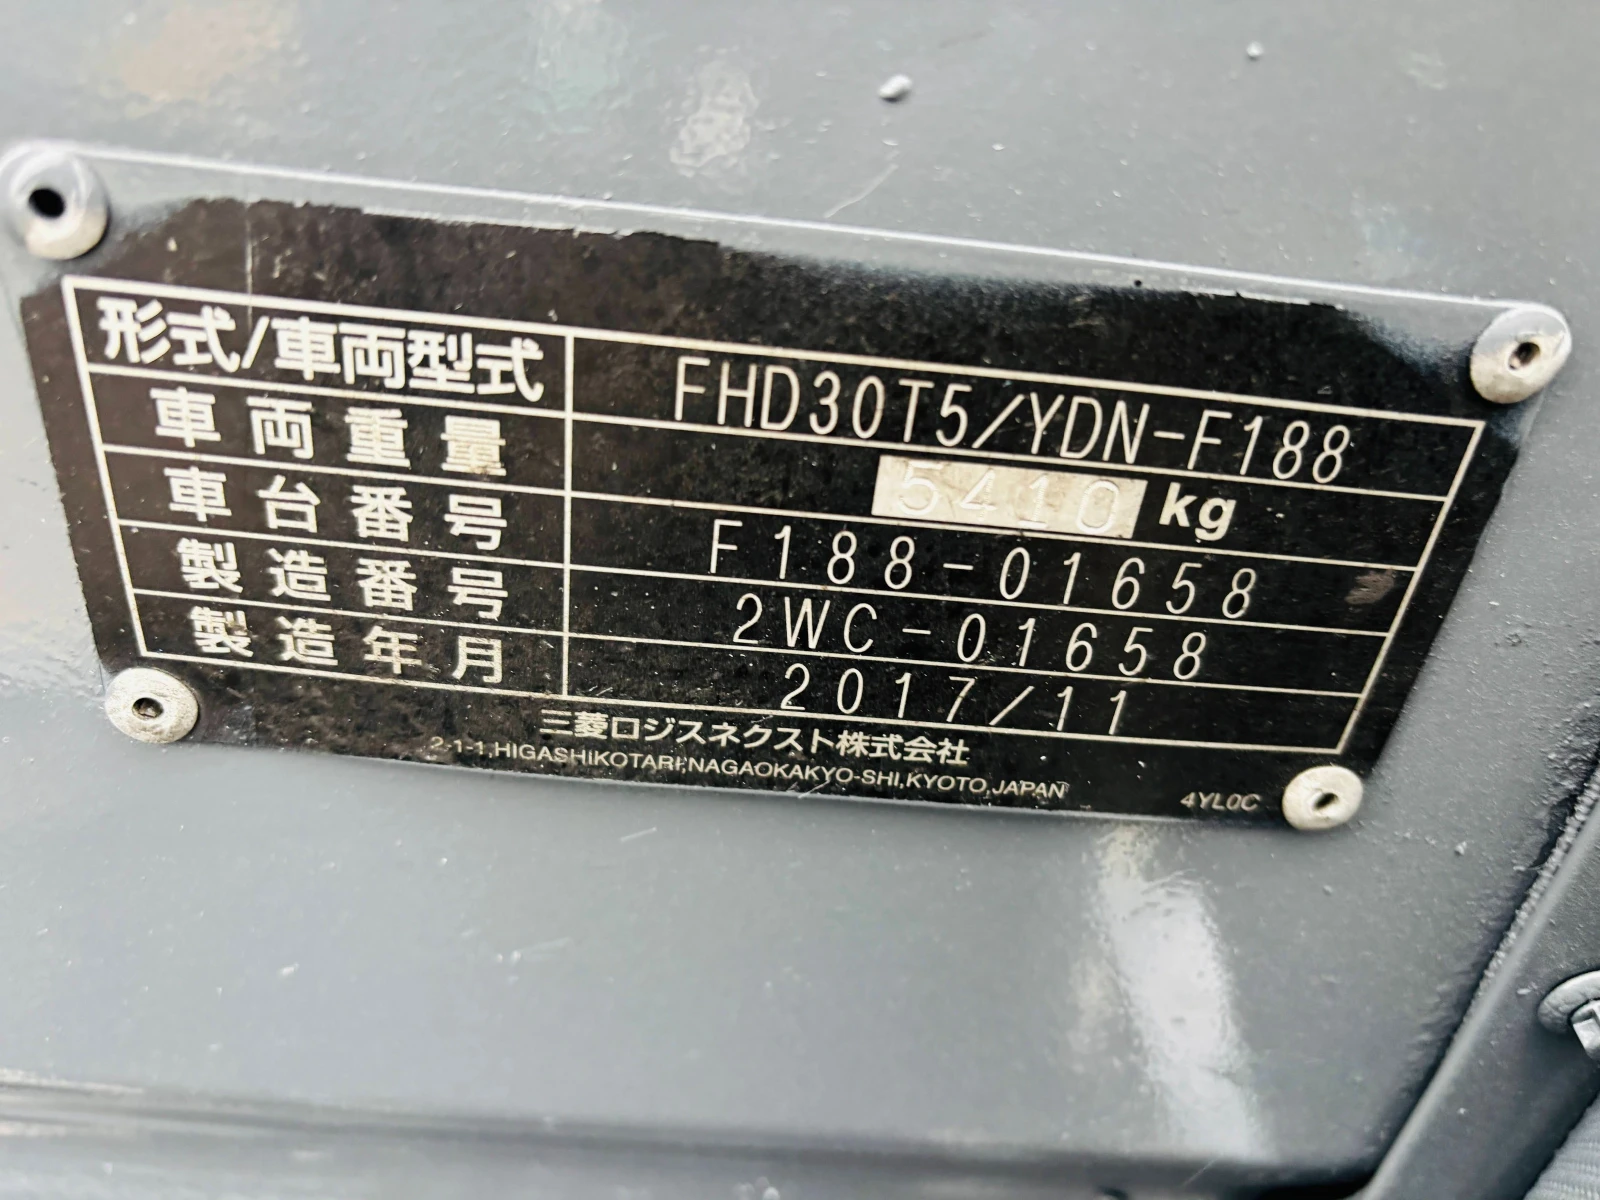 形式/車両型式 FHD30T5/YDN-F188
車両重量 5410 kg
車台番号 F188-01658
製造番号 2WC-01658
製造年月 2017/11
三菱ロジスネクスト株式会社
2-1-1,HIGASHIKOTARI,NAGAOKAKYO-SHI,KYOTO,JAPAN
4YL0C